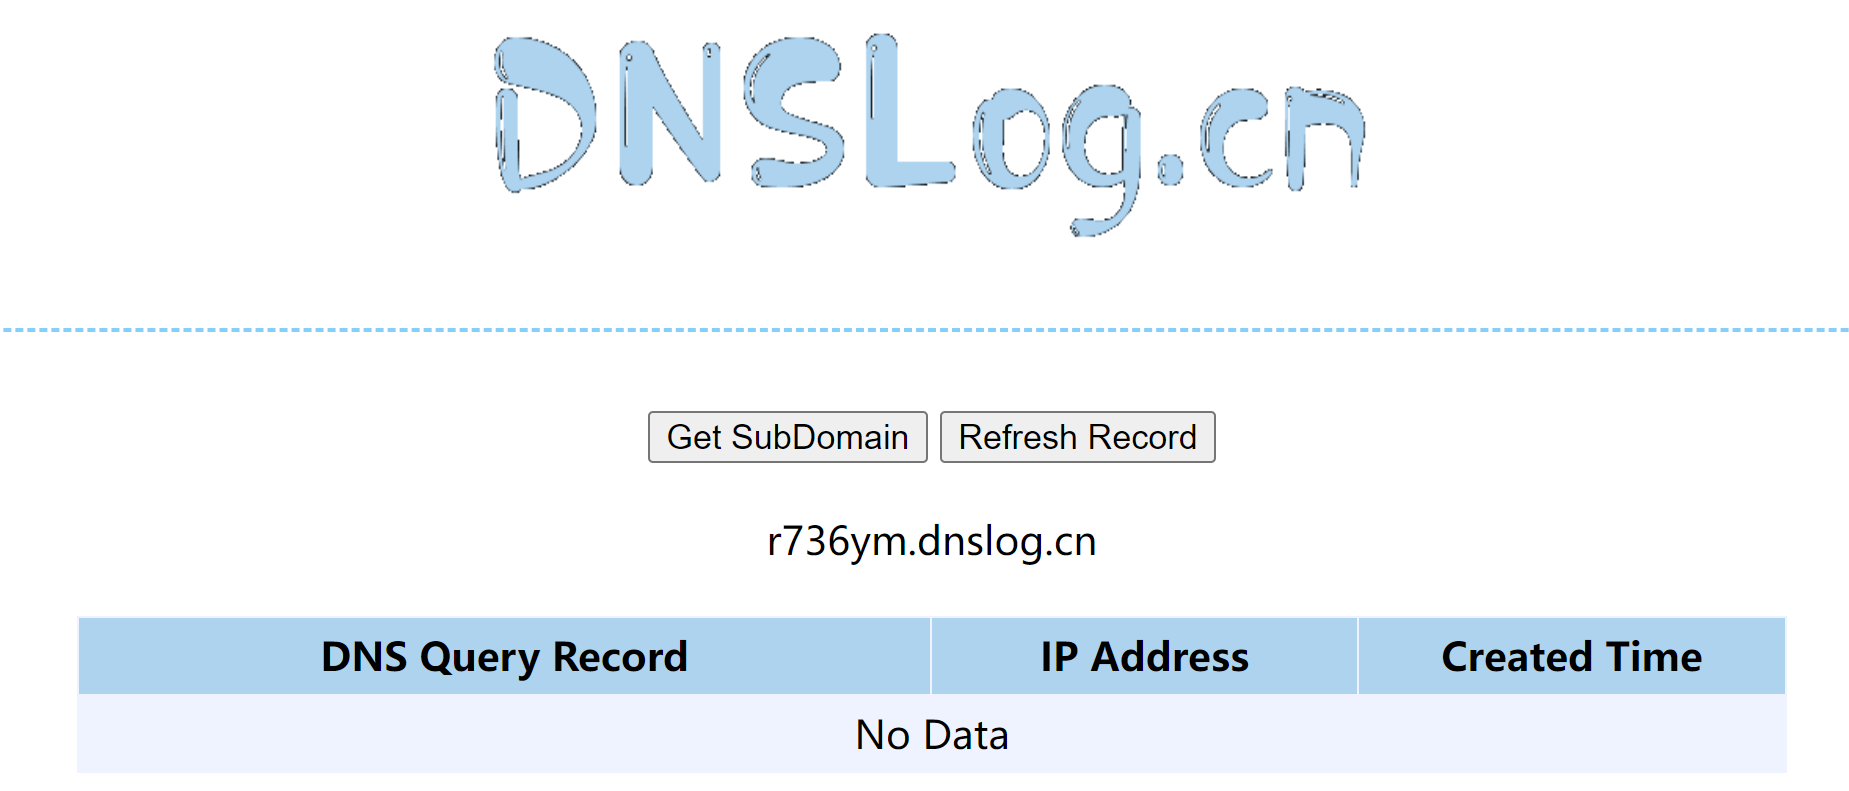 DNSLog.cn
Get SubDomain Refresh Record
r736ym.dnslog.cn
DNS Query Record IP Address Created Time
No Data